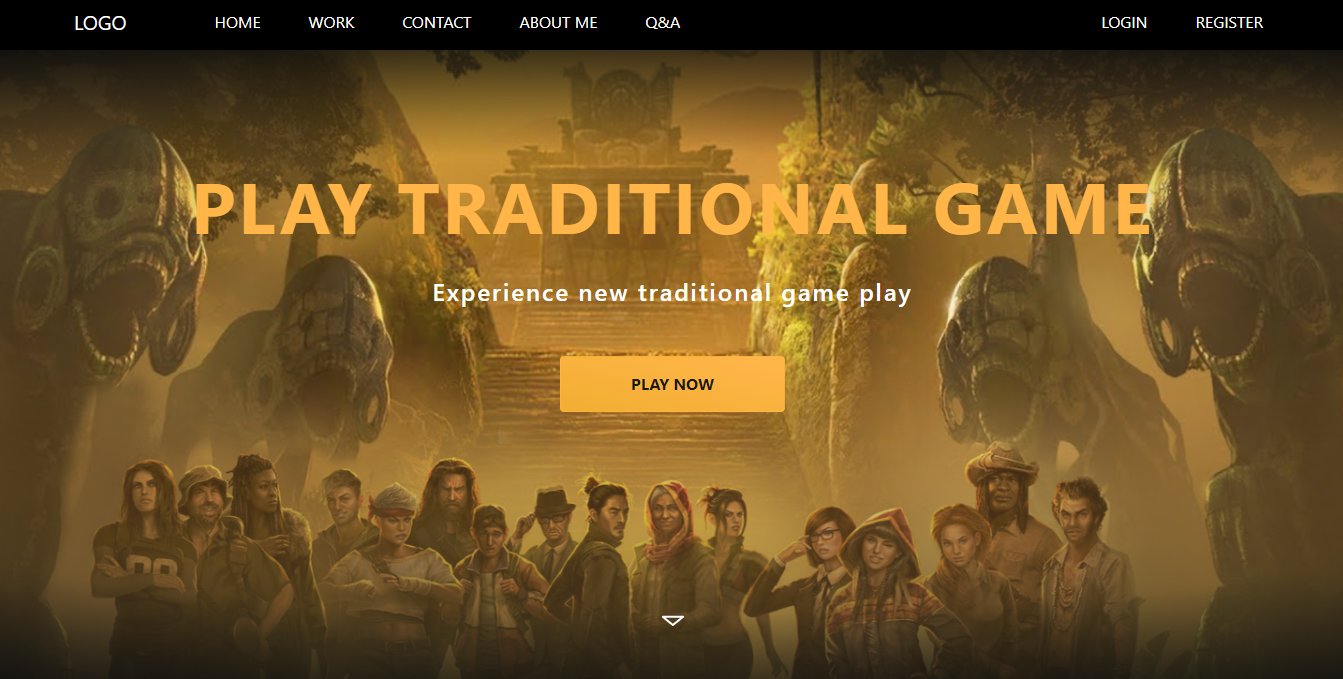 LOGO HOME WORK CONTACT ABOUT ME Q&A LOGIN REGISTER
PLAY TRADITIONAL GAME
Experience new traditional game play
PLAY NOW